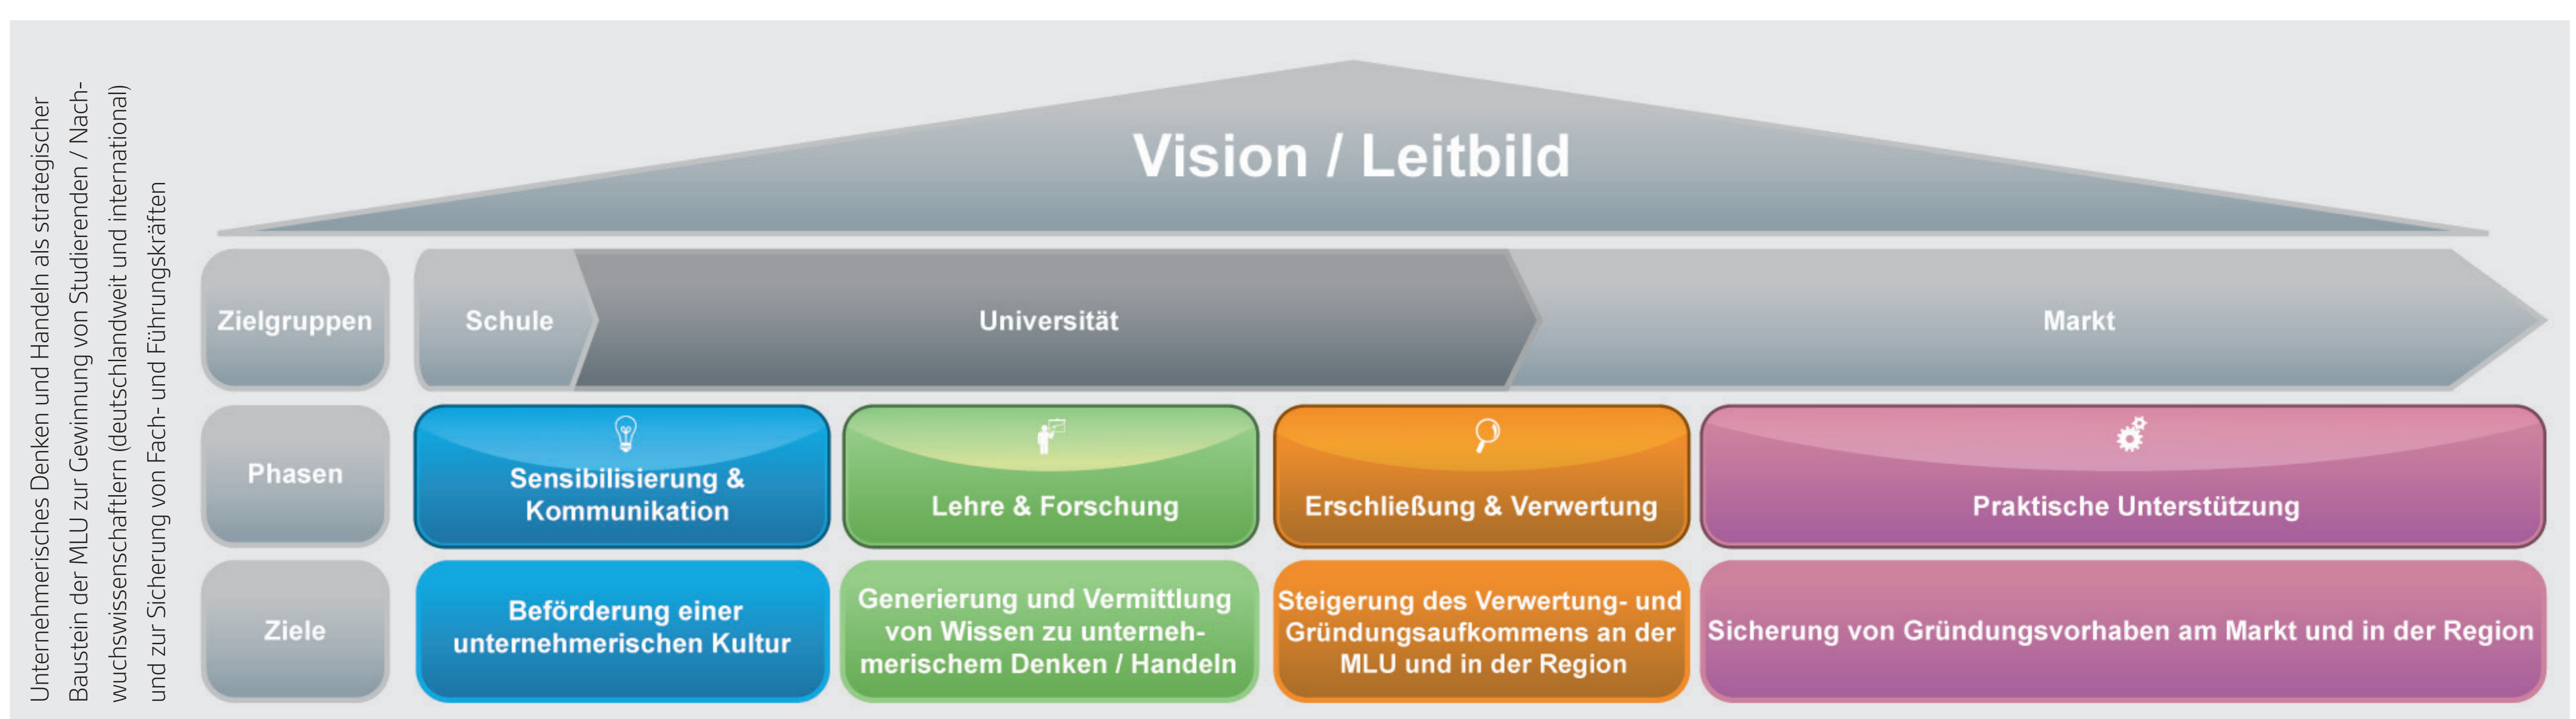 Unternehmerisches Denken und Handeln als strategischer
Baustein der MLU zur Gewinnung von Studierenden / Nach-
wuchswissenschaftlern (deutschlandweit und international)
und zur Sicherung von Fach- und Führungskräften
Vision / Leitbild
Zielgruppen
Schule
Universität
Markt
Phasen
Sensibilisierung &
Kommunikation
Lehre & Forschung
Erschließung & Verwertung
Praktische Unterstützung
Ziele
Beförderung einer
unternehmerischen Kultur
Generierung und Vermittlung
von Wissen zu unterneh-
merischem Denken / Handeln
Steigerung des Verwertung- und
Gründungsaufkommens an der
MLU und in der Region
Sicherung von Gründungsvorhaben am Markt und in der Region